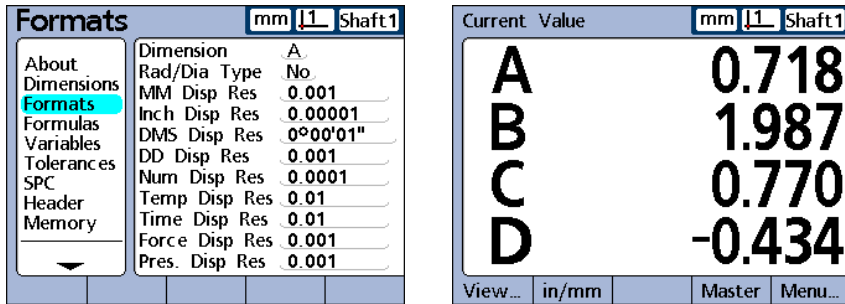 Formats mm 1 Shaft1
About
Dimensions
Formats
Formulas
Variables
Tolerances
SPC
Header
Memory
Dimension A
Rad/Dia Type No
MM Disp Res 0.001
Inch Disp Res 0.00001
DMS Disp Res 0°00'01"
DD Disp Res 0.001
Num Disp Res 0.0001
Temp Disp Res 0.01
Time Disp Res 0.01
Force Disp Res 0.001
Pres. Disp Res 0.001
Current Value mm 1 Shaft1
A 0.718
B 1.987
C 0.770
D -0.434
View... in/mm Master Menu...